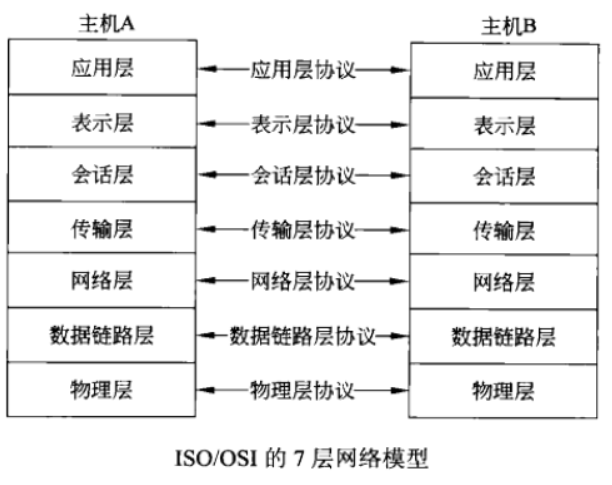 主机A 主机B
应用层 应用层协议 应用层
表示层 表示层协议 表示层
会话层 会话层协议 会话层
传输层 传输层协议 传输层
网络层 网络层协议 网络层
数据链路层 数据链路层协议 数据链路层
物理层 物理层协议 物理层
ISO/OSI 的 7 层网络模型